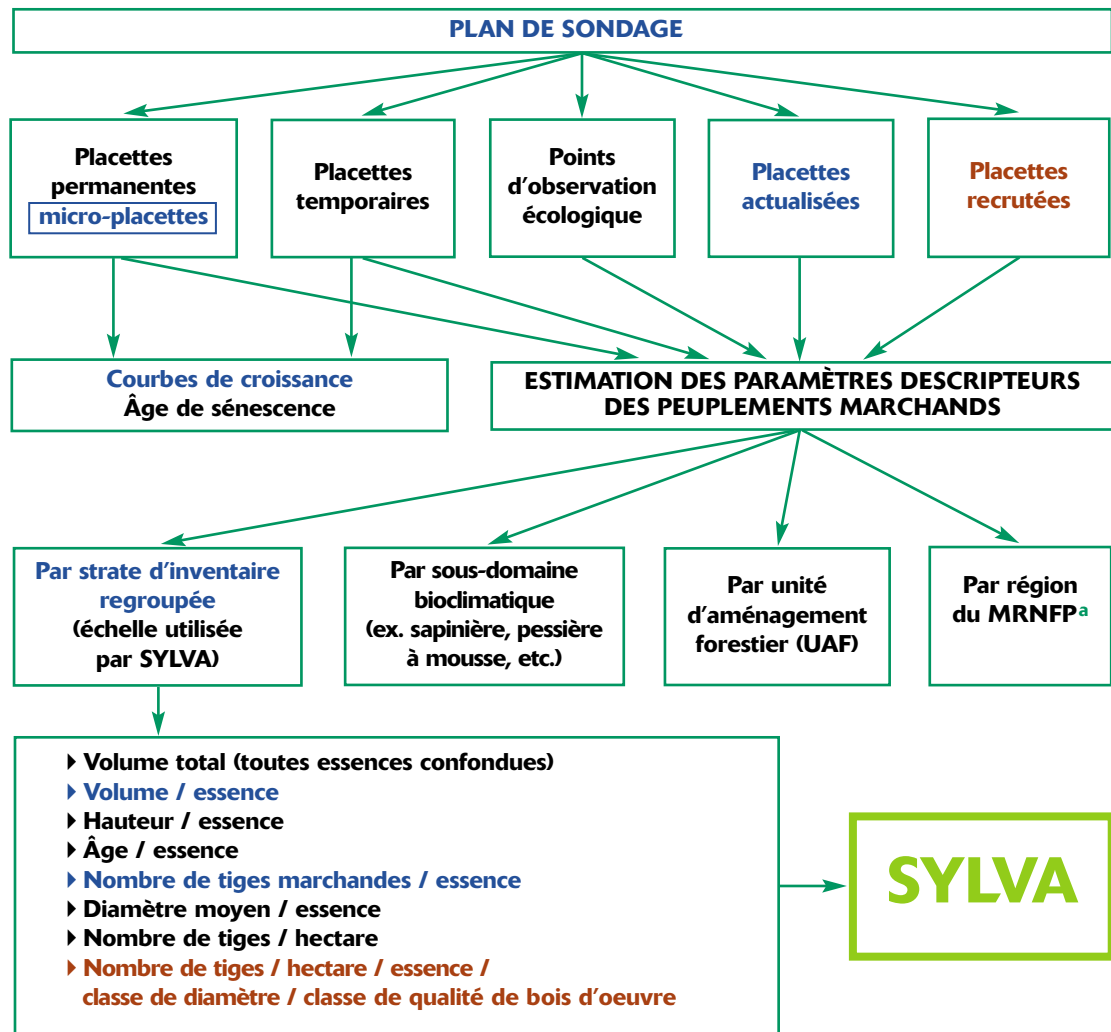 PLAN DE SONDAGE
Placettes
permanentes
micro-placettes
Placettes
temporaires
Points
d'observation
écologique
Placettes
actualisées
Placettes
recrutées
Courbes de croissance
Âge de sénescence
ESTIMATION DES PARAMÈTRES DESCRIPTEURS
DES PEUPLEMENTS MARCHANDS
Par strate d'inventaire
regroupée
(échelle utilisée
par SYLVA)
Par sous-domaine
bioclimatique
(ex. sapinière, pessière
à mousse, etc.)
Par unité
d'aménagement
forestier (UAF)
Par région
du MRNFPa
Volume total (toutes essences confondues)
Volume / essence
Hauteur / essence
Âge / essence
Nombre de tiges marchandes / essence
Diamètre moyen / essence
Nombre de tiges / hectare
Nombre de tiges / hectare / essence /
classe de diamètre / classe de qualité de bois d'oeuvre
SYLVA